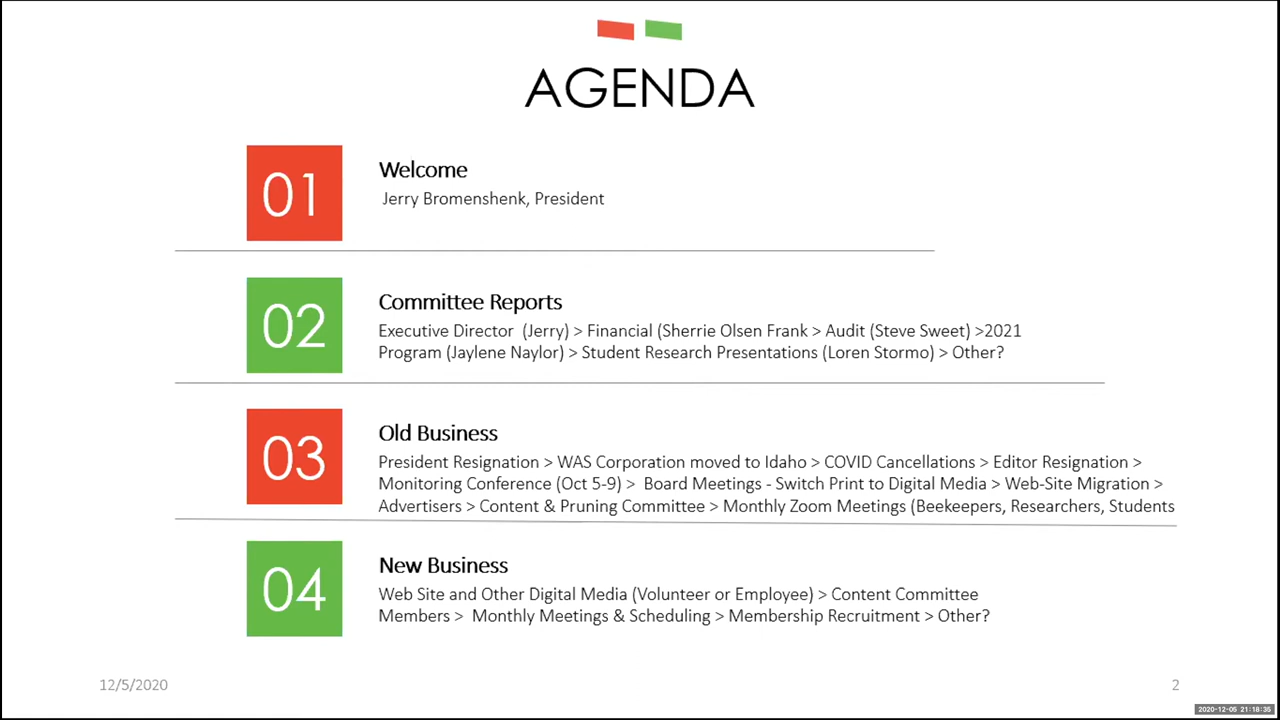 AGENDA
01
Welcome
Jerry Bromenshenk, President
02
Committee Reports
Executive Director (Jerry) > Financial (Sherrie Olsen Frank > Audit (Steve Sweet) >2021
Program (Jaylene Naylor) > Student Research Presentations (Loren Stormo) > Other?
03
Old Business
President Resignation > WAS Corporation moved to Idaho > COVID Cancellations > Editor Resignation >
Monitoring Conference (Oct 5-9) > Board Meetings - Switch Print to Digital Media > Web-Site Migration >
Advertisers > Content & Pruning Committee > Monthly Zoom Meetings (Beekeepers, Researchers, Students
04
New Business
Web Site and Other Digital Media (Volunteer or Employee) > Content Committee
Members > Monthly Meetings & Scheduling > Membership Recruitment > Other?
12/5/2020
2
2020-12-05 21:18:35